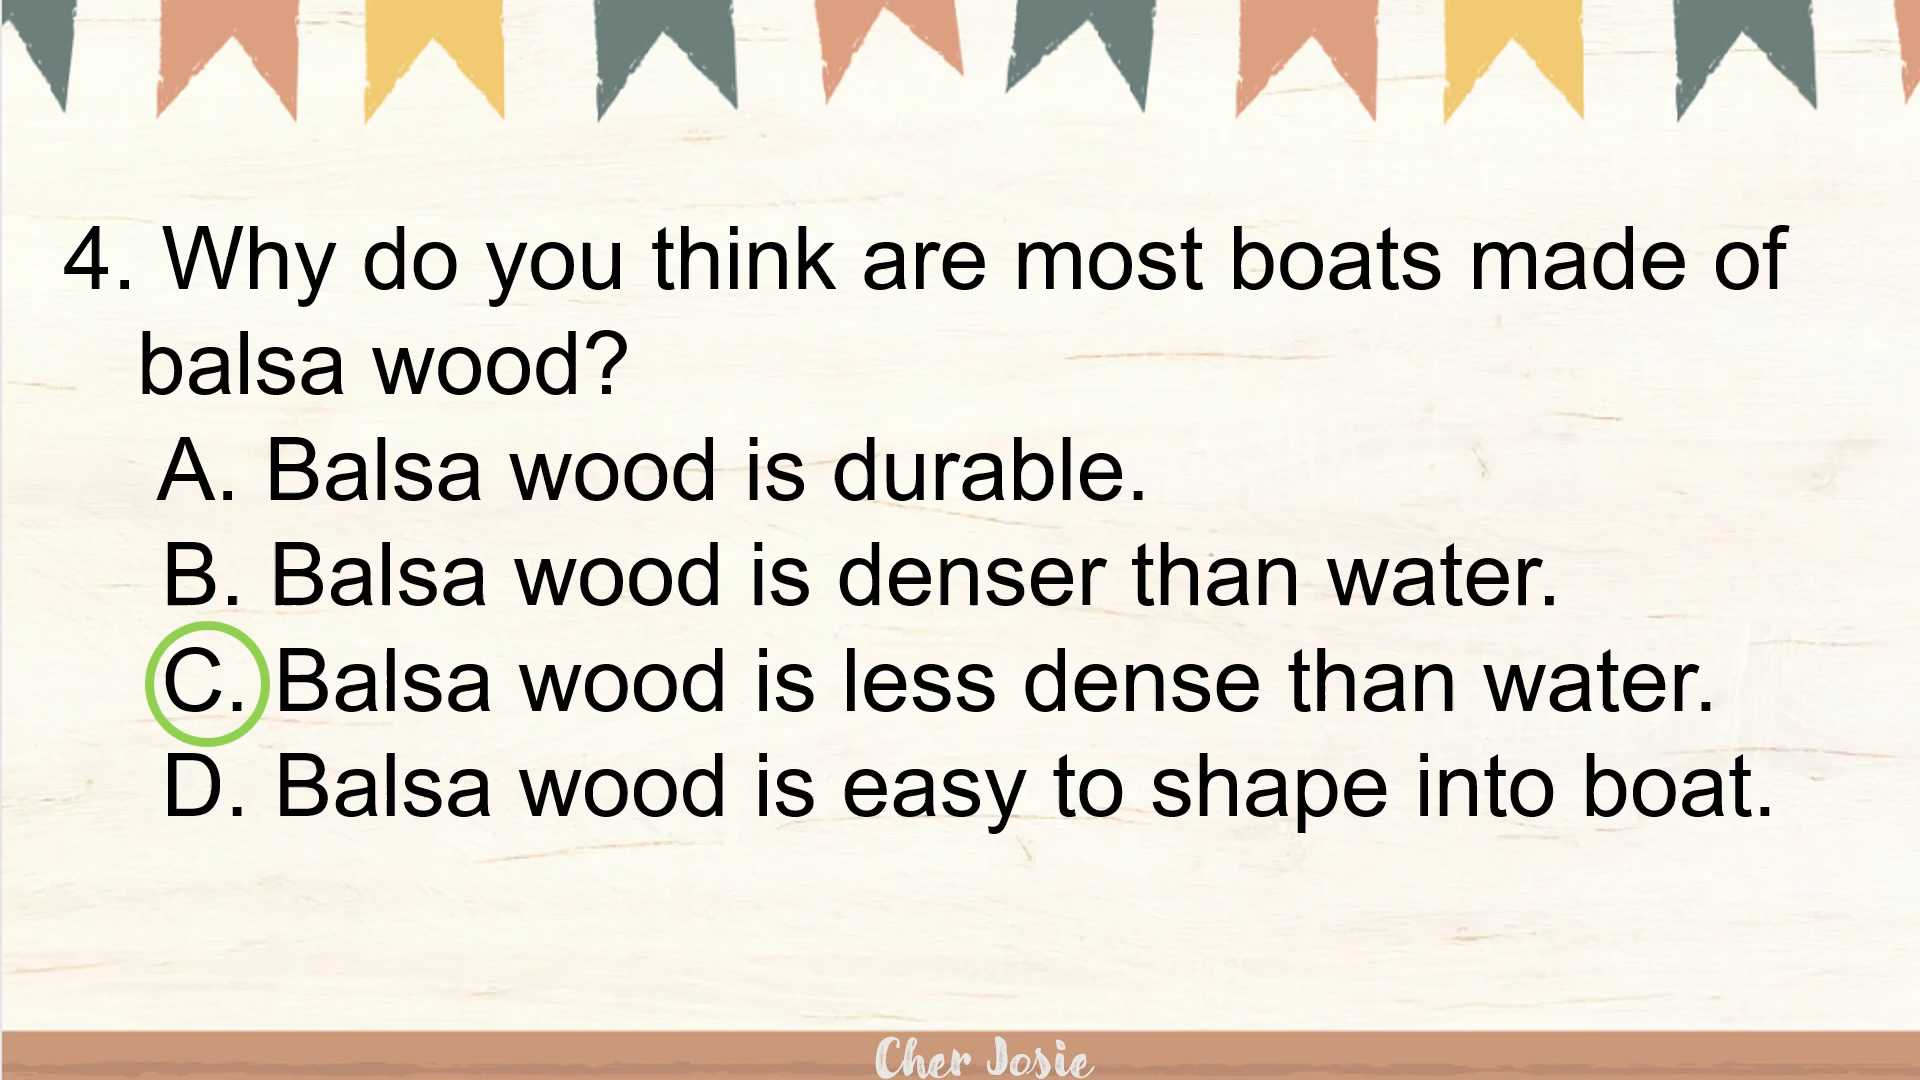 4. Why do you think are most boats made of
balsa wood?
A. Balsa wood is durable.
B. Balsa wood is denser than water.
C. Balsa wood is less dense than water.
D. Balsa wood is easy to shape into boat.
Cher Josie